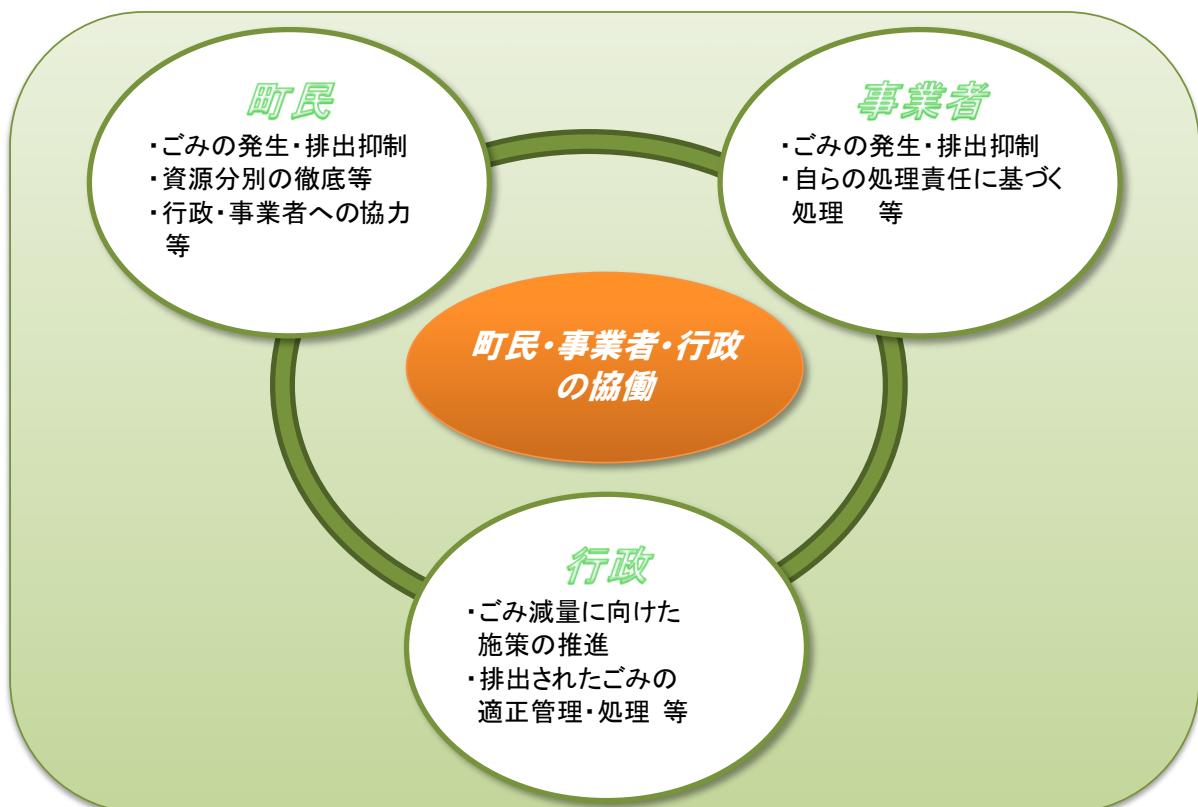 町民
・ごみの発生・排出抑制
・資源分別の徹底等
・行政・事業者への協力
等
事業者
・ごみの発生・排出抑制
・自らの処理責任に基づく
処理 等
町民・事業者・行政
の協働
行政
・ごみ減量に向けた
施策の推進
・排出されたごみの
適正管理・処理 等